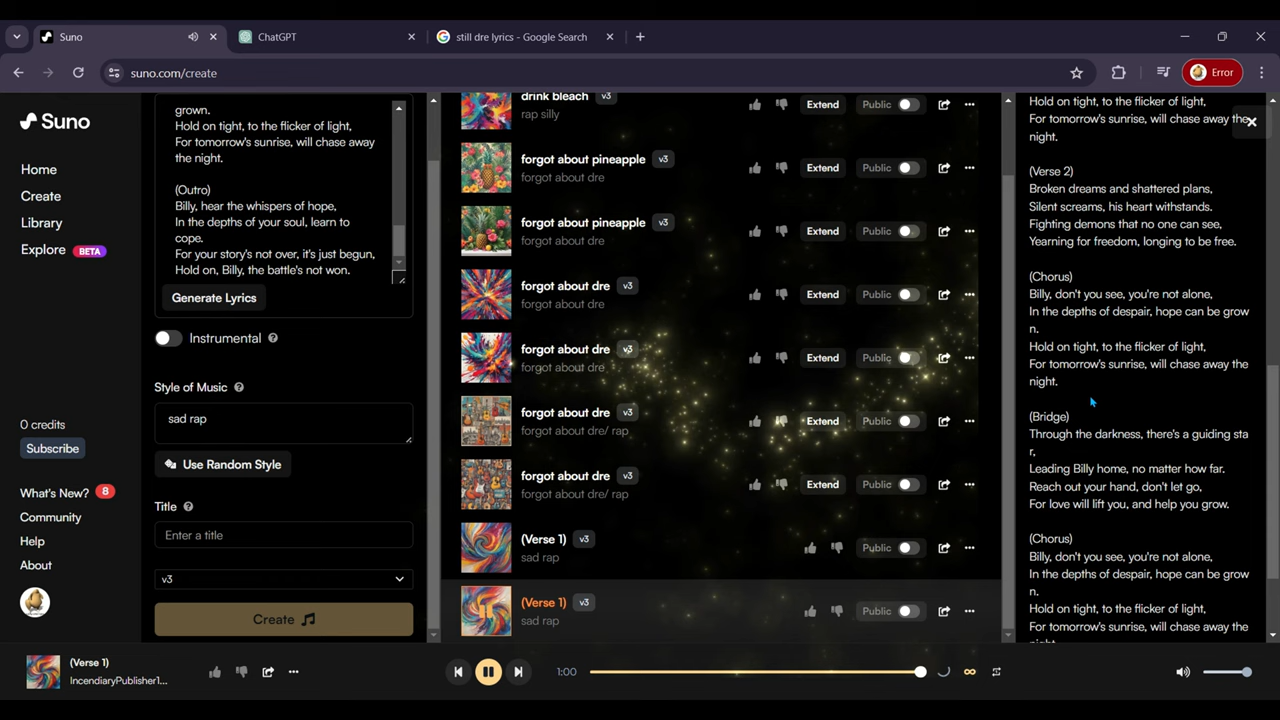 Suno
ChatGPT
still dre lyrics - Google Search
suno.com/create
Error
Suno
Home
Create
Library
Explore BETA
0 credits
Subscribe
What's New? 8
Community
Help
About
grown.
Hold on tight, to the flicker of light,
For tomorrow's sunrise, will chase away
the night.
(Outro)
Billy, hear the whispers of hope,
In the depths of your soul, learn to
cope.
For your story's not over, it's just begun,
Hold on, Billy, the battle's not won.
Generate Lyrics
Instrumental
Style of Music
sad rap
Use Random Style
Title
Enter a title
v3
Create
drink bleach v3
rap silly
Extend Public
forgot about pineapple v3
forgot about dre
Extend Public
forgot about pineapple v3
forgot about dre
Extend Public
forgot about dre v3
forgot about dre
Extend Public
forgot about dre v3
forgot about dre
Extend Public
forgot about dre v3
forgot about dre/ rap
Extend Public
forgot about dre v3
forgot about dre/ rap
Extend Public
(Verse 1) v3
sad rap
Public
(Verse 1) v3
sad rap
Public
Hold on tight, to the flicker of light,
For tomorrow's sunrise, will chase away the
night.
(Verse 2)
Broken dreams and shattered plans,
Silent screams, his heart withstands.
Fighting demons that no one can see,
Yearning for freedom, longing to be free.
(Chorus)
Billy, don't you see, you're not alone,
In the depths of despair, hope can be grow
n.
Hold on tight, to the flicker of light,
For tomorrow's sunrise, will chase away the
night.
(Bridge)
Through the darkness, there's a guiding sta
r,
Leading Billy home, no matter how far.
Reach out your hand, don't let go,
For love will lift you, and help you grow.
(Chorus)
Billy, don't you see, you're not alone,
In the depths of despair, hope can be grow
n.
Hold on tight, to the flicker of light,
For tomorrow's sunrise, will chase away the
night.
(Verse 1)
IncendiaryPublisher1...
1:00